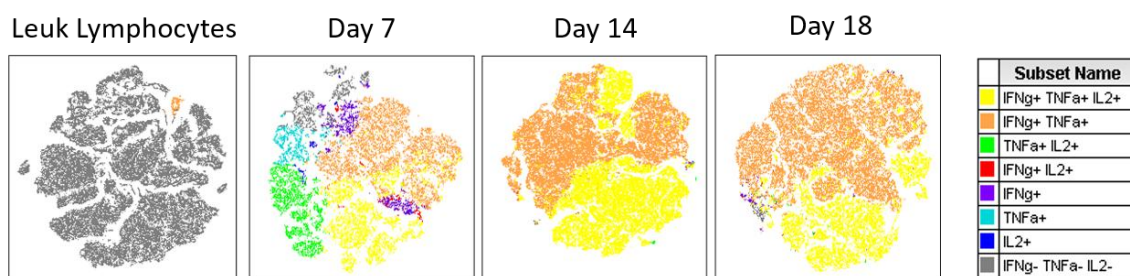 Leuk Lymphocytes
Day 7
Day 14
Day 18
Subset Name
IFNg+ TNFa+ IL2+
IFNg+ TNFa+
TNFa+ IL2+
IFNg+ IL2+
IFNg+
TNFa+
IL2+
IFNg- TNFa- IL2-